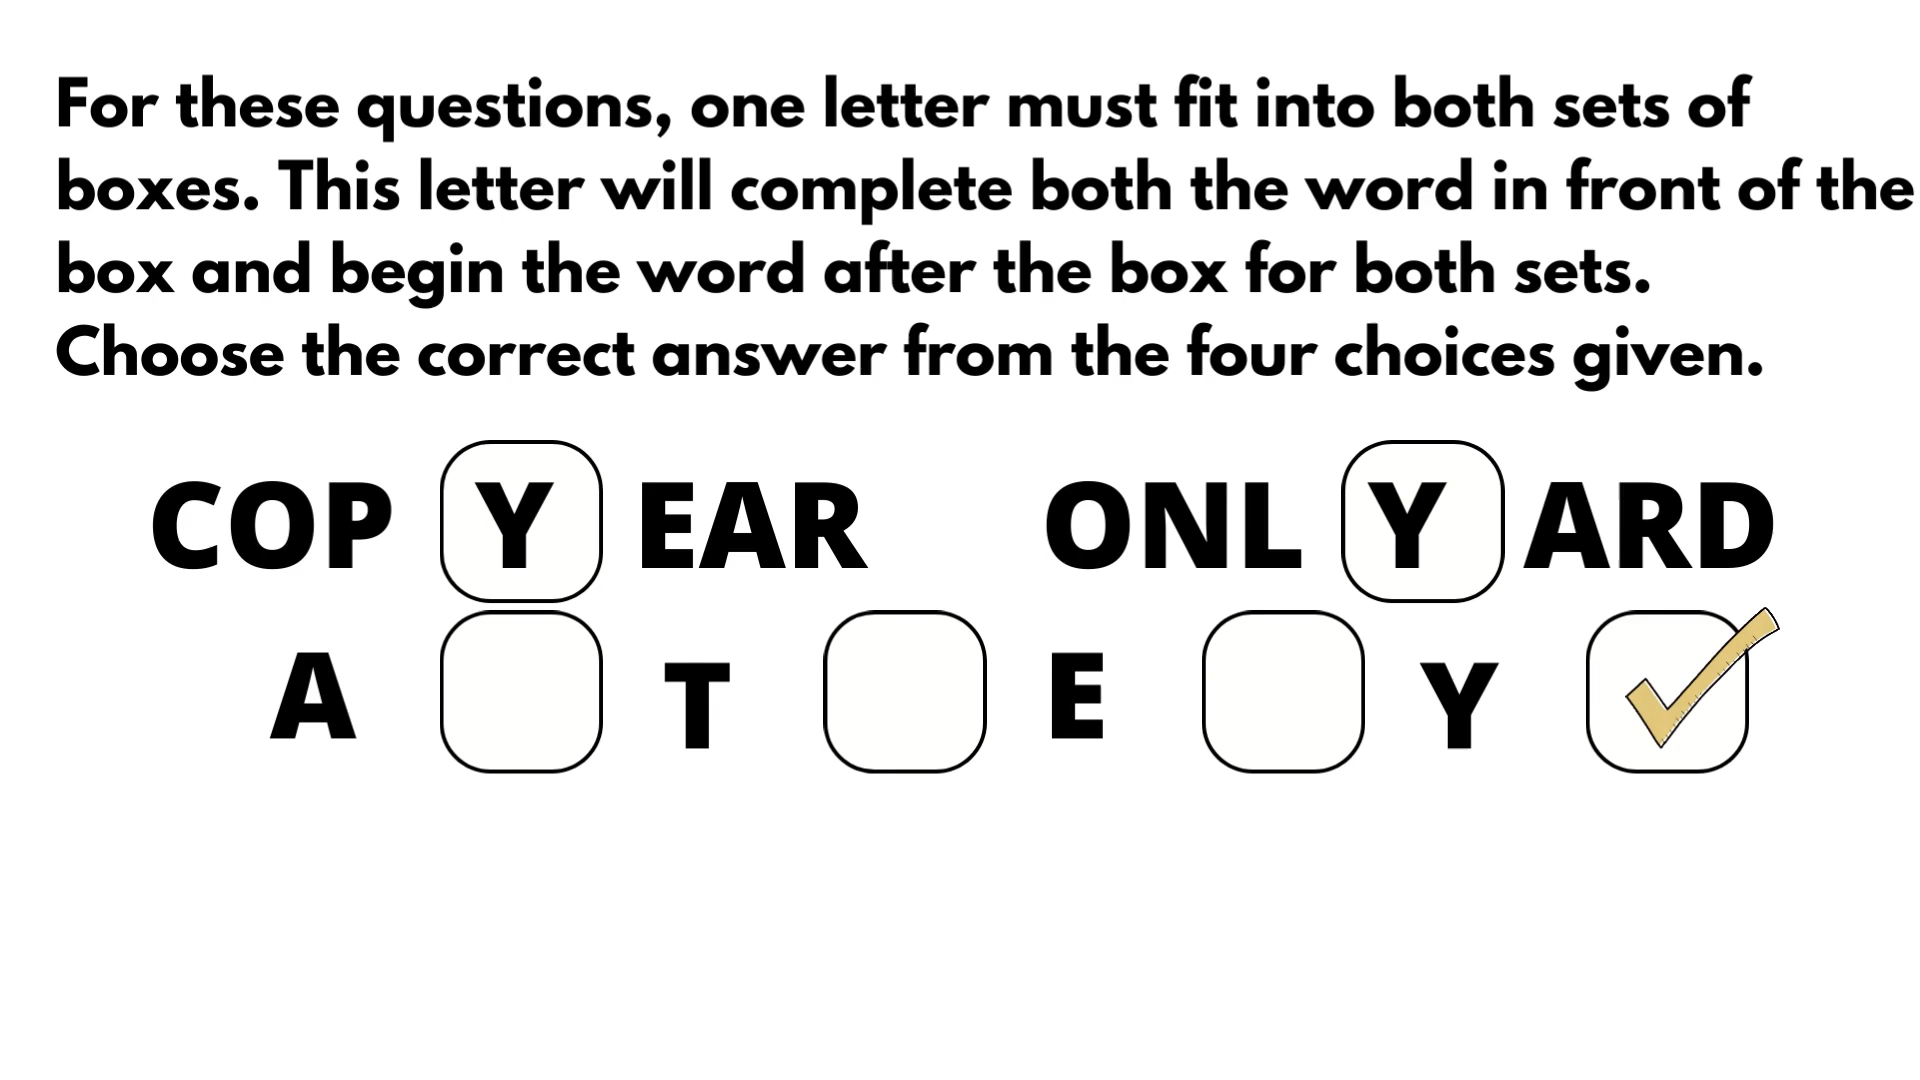 For these questions, one letter must fit into both sets of
boxes. This letter will complete both the word in front of the
box and begin the word after the box for both sets.
Choose the correct answer from the four choices given.
COP Y EAR ONL Y ARD
A T E Y